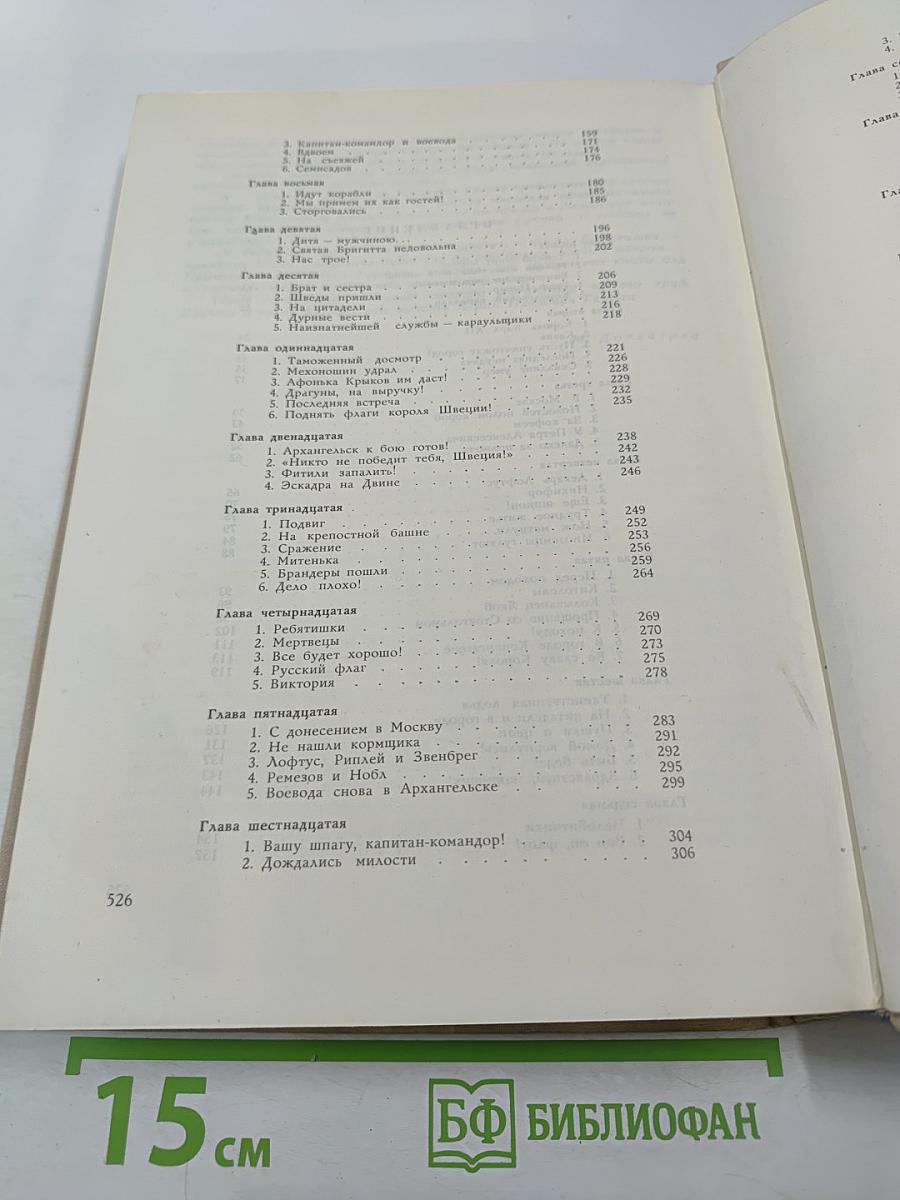 3. Капитан-командор и воевода . . . . . . . . 159
4. Вдвоем . . . . . . . . 171
5. На съезжей . . . . . . . . 174
6. Семисадов . . . . . . . . 176
Глава восьмая
1. Идут корабли . . . . . . . . 180
2. Мы примем их как гостей! . . . . . . . . 185
3. Сторговались . . . . . . . . 186
Глава девятая
1. Дитя — мужчиною... . . . . . . . . 196
2. Святая Бригитта недовольна . . . . . . . . 198
3. Нас трое! . . . . . . . . 202
Глава десятая
1. Брат и сестра . . . . . . . . 206
2. Шведы пришли . . . . . . . . 209
3. На цитадели . . . . . . . . 213
4. Дурные вести . . . . . . . . 216
5. Наизнатнейшей службы — караульщики . . . . 218
Глава одиннадцатая
1. Таможенный досмотр . . . . . . . . 221
2. Мехоношин удрал . . . . . . . . 226
3. Афонька Крыков им даст! . . . . . . . . 228
4. Драгуны, на выручку! . . . . . . . . 229
5. Последняя встреча . . . . . . . . 232
6. Поднять флаги короля Швеции! . . . . . . . . 235
Глава двенадцатая
1. Архангельск к бою готов! . . . . . . . . 238
2. «Никто не победит тебя, Швеция!» . . . . . . . . 242
3. Фитили запалить! . . . . . . . . 243
4. Эскадра на Двине . . . . . . . . 246
Глава тринадцатая
1. Подвиг . . . . . . . . 249
2. На крепостной башне . . . . . . . . 252
3. Сражение . . . . . . . . 253
4. Митенька . . . . . . . . 256
5. Брандеры пошли . . . . . . . . 259
6. Дело плохо! . . . . . . . . 264
Глава четырнадцатая
1. Ребятишки . . . . . . . . 269
2. Мертвецы . . . . . . . . 270
3. Все будет хорошо! . . . . . . . . 273
4. Русский флаг . . . . . . . . 275
5. Виктория . . . . . . . . 278
Глава пятнадцатая
1. С донесением в Москву . . . . . . . . 283
2. Не нашли кормщика . . . . . . . . 291
3. Лофтус, Риплей и Звенбрег . . . . . . . . 292
4. Ремезов и Нобл . . . . . . . . 295
5. Воевода снова в Архангельске . . . . . . . . 299
Глава шестнадцатая
1. Вашу шпагу, капитан-командор! . . . . . . 304
2. Дождались милости . . . . . . . . 306
526
3.
4.
Глава
1
2
Глава
15 см
БФ БИБЛИОФАН